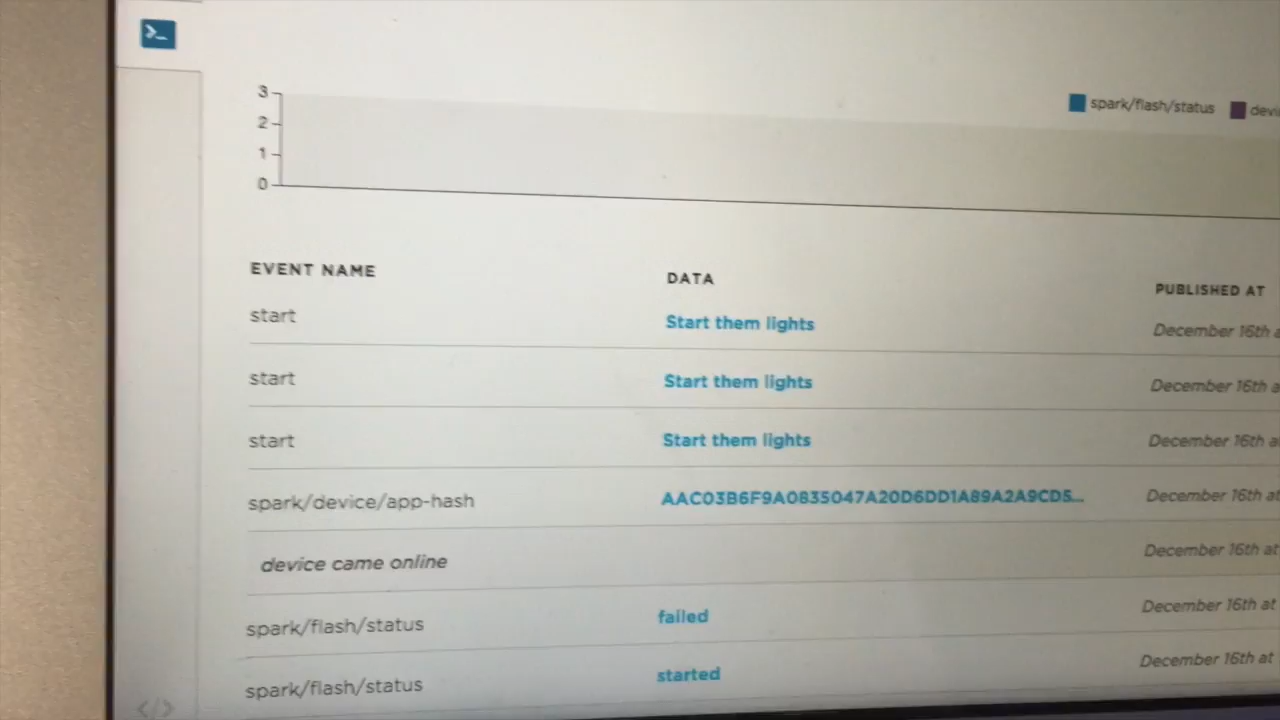 3
2
1
0
spark/flash/status
EVENT NAME DATA PUBLISHED AT
start Start them lights December 16th
start Start them lights December 16th
start Start them lights December 16th
spark/device/app-hash AAC03B6F9A0835047A20D6DD1A89A2A9CD5... December 16th at
device came online December 16th at
spark/flash/status failed December 16th at
spark/flash/status started December 16th at